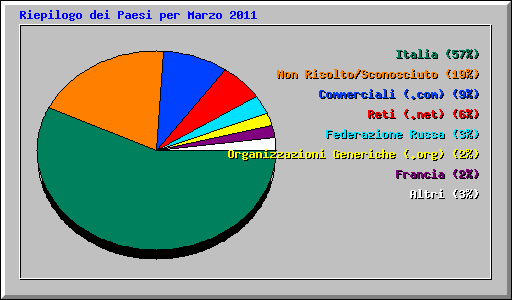 Riepilogo dei Paesi per Marzo 2011
Italia (57%)
Non Risolto/Sconosciuto (19%)
Commerciali (.com) (9%)
Reti (.net) (6%)
Federazione Russa (3%)
Organizzazioni Generiche (.org) (2%)
Francia (2%)
Altri (3%)